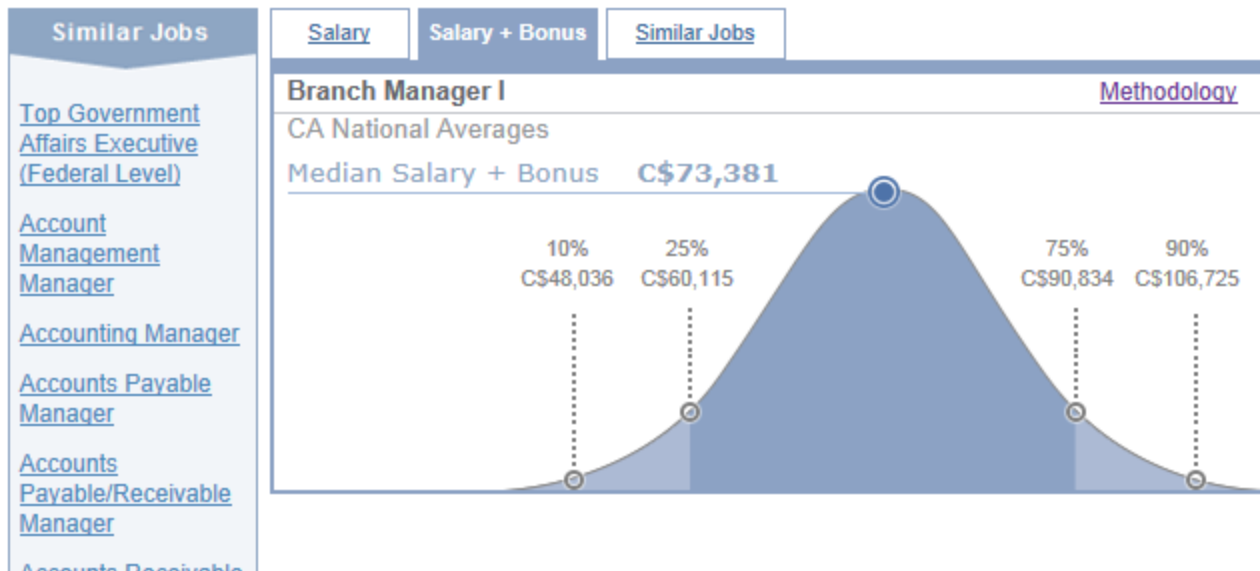 Similar Jobs
Top Government
Affairs Executive
(Federal Level)
Account
Management
Manager
Accounting Manager
Accounts Payable
Manager
Accounts
Payable/Receivable
Manager
Accounts Receivable
Salary
Salary + Bonus
Similar Jobs
Branch Manager I
Methodology
CA National Averages
Median Salary + Bonus C$73,381
10% 25% 75% 90%
C$48,036 C$60,115 C$90,834 C$106,725